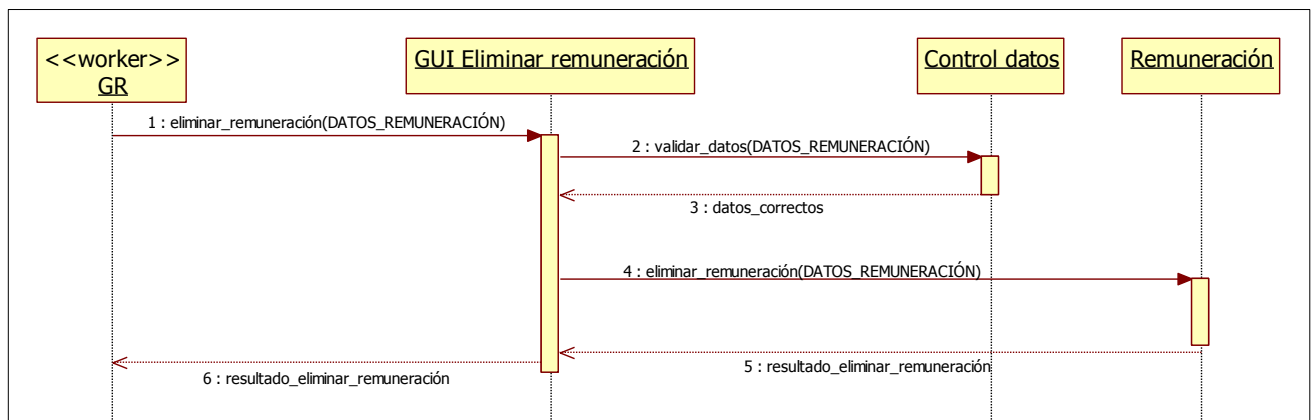 <<worker>>
GR
GUI Eliminar remuneración
Control datos
Remuneración
1 : eliminar_remuneración(DATOS_REMUNERACIÓN)
2 : validar_datos(DATOS_REMUNERACIÓN)
3 : datos_correctos
4 : eliminar_remuneración(DATOS_REMUNERACIÓN)
5 : resultado_eliminar_remuneración
6 : resultado_eliminar_remuneración